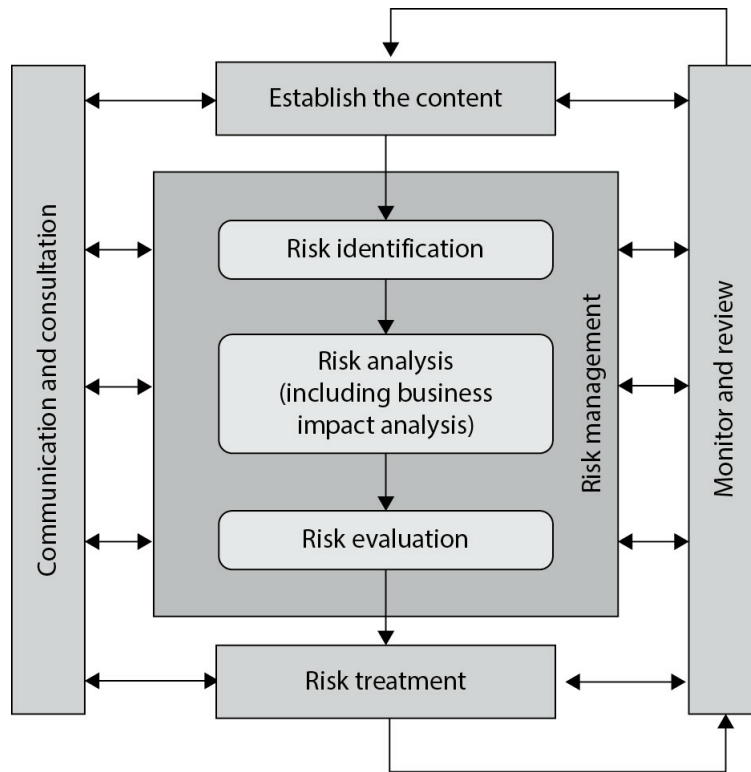 Establish the content
Communication and consultation
Risk identification
Risk analysis
(including business
impact analysis)
Risk evaluation
Risk management
Monitor and review
Risk treatment